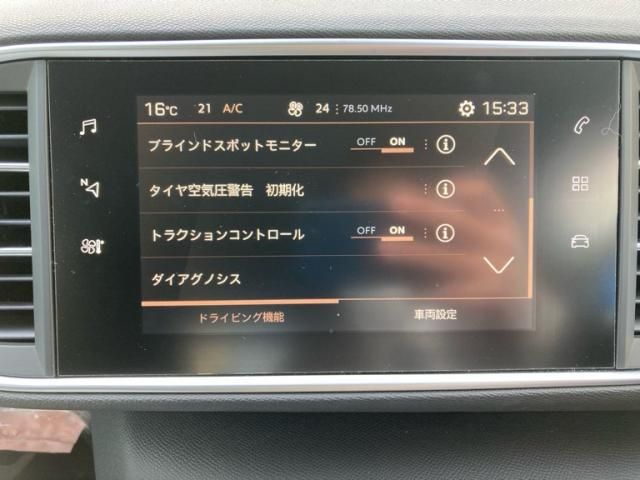 16°C 21 A/C 24 78.50 MHz 15:33
ブラインドスポットモニター OFF ON
タイヤ空気圧警告 初期化
トラクションコントロール OFF ON
ダイアグノシス
ドライビング機能 車両設定
N